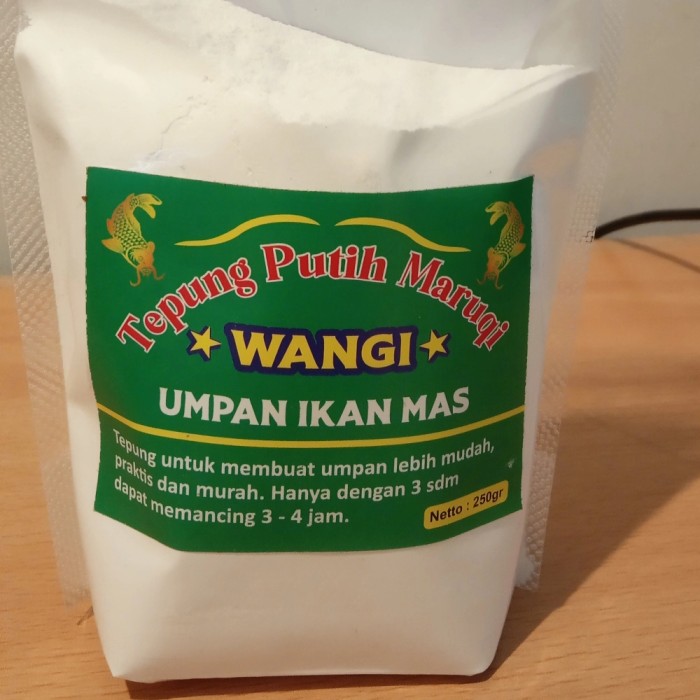 Tepung Putih Maruqi
WANGI
UMPAN IKAN MAS
Tepung untuk membuat umpan lebih mudah,
praktis dan murah. Hanya dengan 3 sdm
dapat memancing 3 - 4 jam.
Netto : 250gr